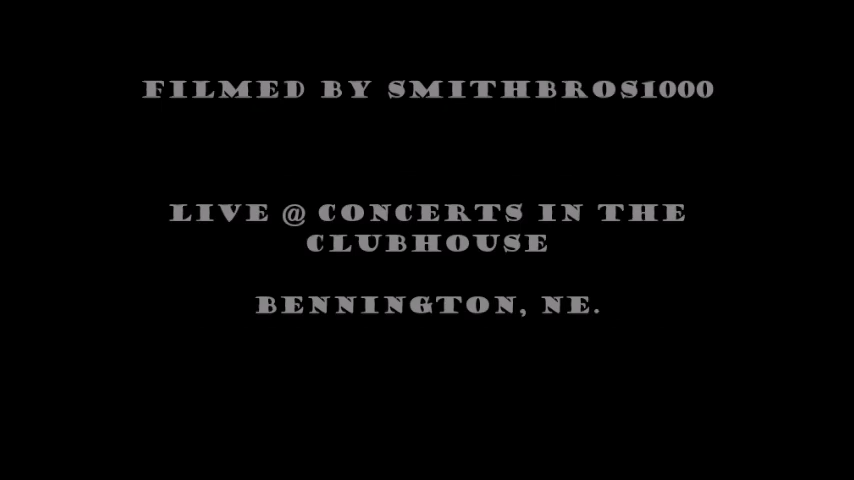 FILMED BY SMITHBROS1000
LIVE @ CONCERTS IN THE
CLUBHOUSE
BENNINGTON, NE.